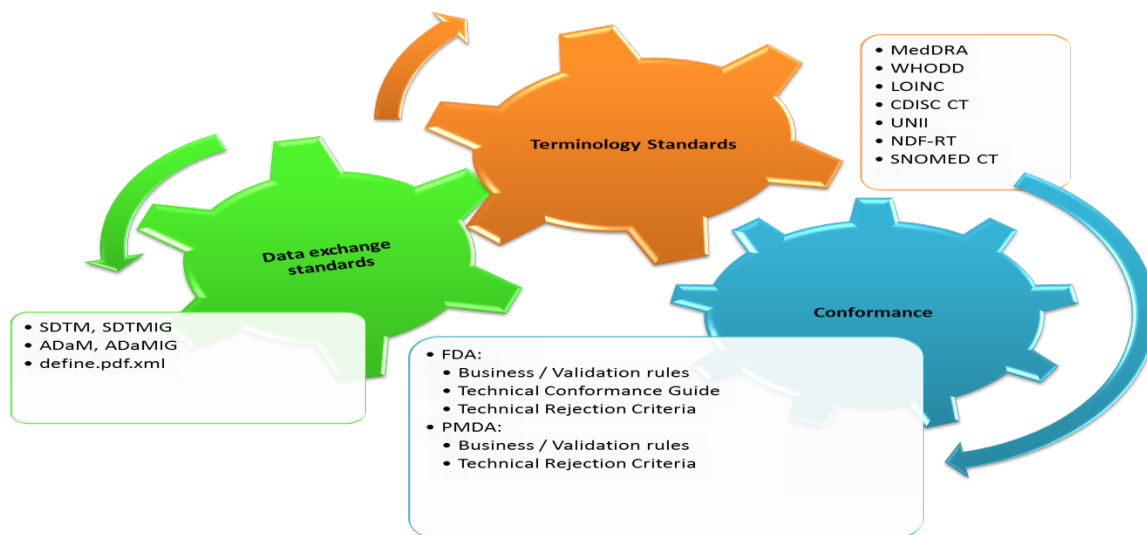 Terminology Standards
• MedDRA
• WHODD
• LOINC
• CDISC CT
• UNII
• NDF-RT
• SNOMED CT
Data exchange
standards
• SDTM, SDTMIG
• ADaM, ADaMIG
• define.pdf.xml
Conformance
• FDA:
• Business / Validation rules
• Technical Conformance Guide
• Technical Rejection Criteria
• PMDA:
• Business / Validation rules
• Technical Rejection Criteria